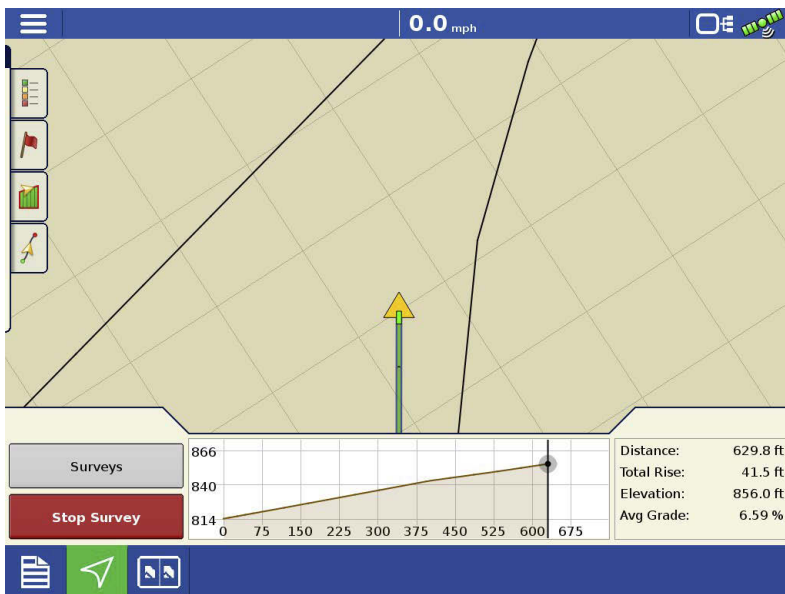 0.0 mph
Surveys
Stop Survey
866
840
814
0 75 150 225 300 375 450 525 600 675
Distance: 629.8 ft
Total Rise: 41.5 ft
Elevation: 856.0 ft
Avg Grade: 6.59 %